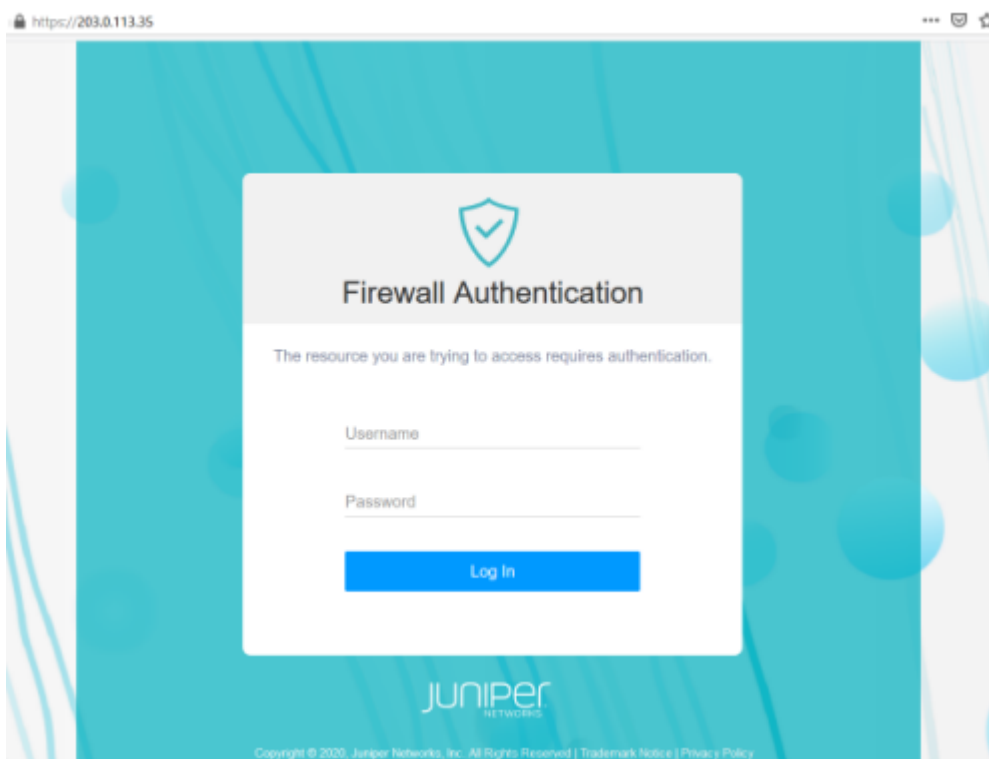 https://203.0.113.35
Firewall Authentication
The resource you are trying to access requires authentication.
Username
Password
Log In
JUNIPER
NETWORKS
Copyright © 2020, Juniper Networks, Inc. All Rights Reserved | Trademark Notice | Privacy Policy